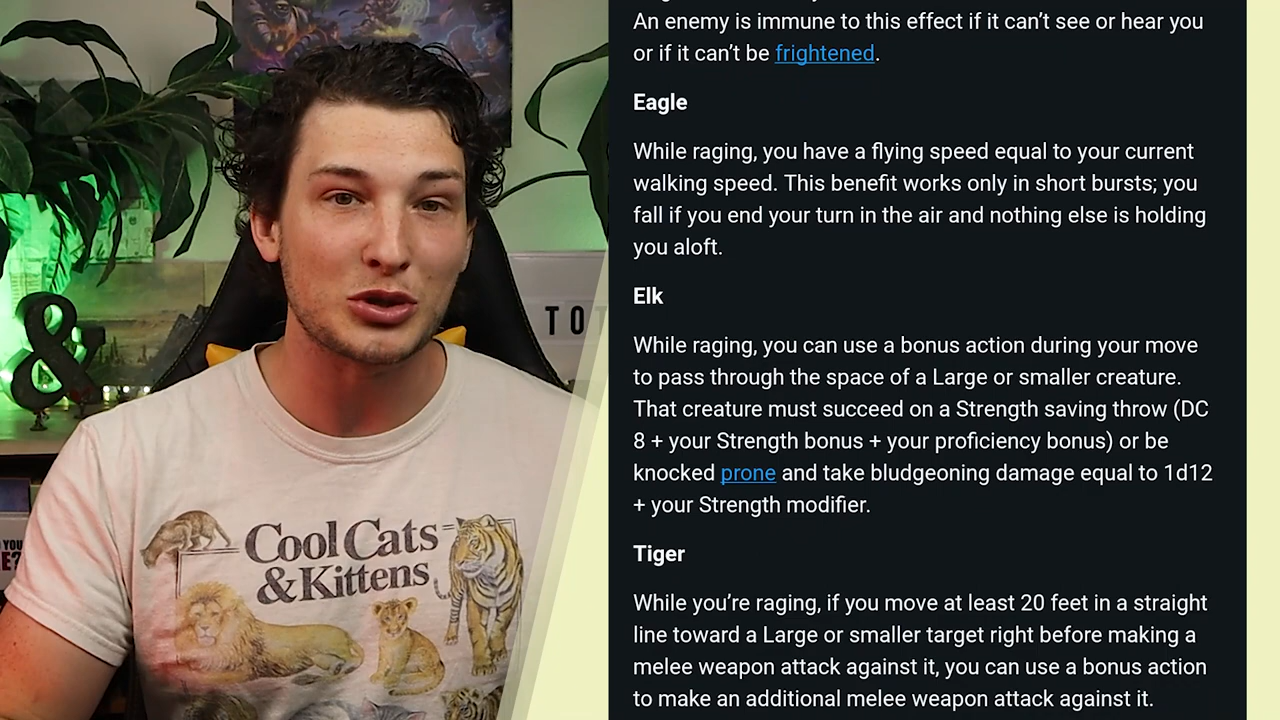 An enemy is immune to this effect if it can’t see or hear you
or if it can’t be frightened.
Eagle
While raging, you have a flying speed equal to your current
walking speed. This benefit works only in short bursts; you
fall if you end your turn in the air and nothing else is holding
you aloft.
Elk
While raging, you can use a bonus action during your move
to pass through the space of a Large or smaller creature.
That creature must succeed on a Strength saving throw (DC
8 + your Strength bonus + your proficiency bonus) or be
knocked prone and take bludgeoning damage equal to 1d12
+ your Strength modifier.
Tiger
While you’re raging, if you move at least 20 feet in a straight
line toward a Large or smaller target right before making a
melee weapon attack against it, you can use a bonus action
to make an additional melee weapon attack against it.
&
TO
YOU
Cool Cats
& Kittens